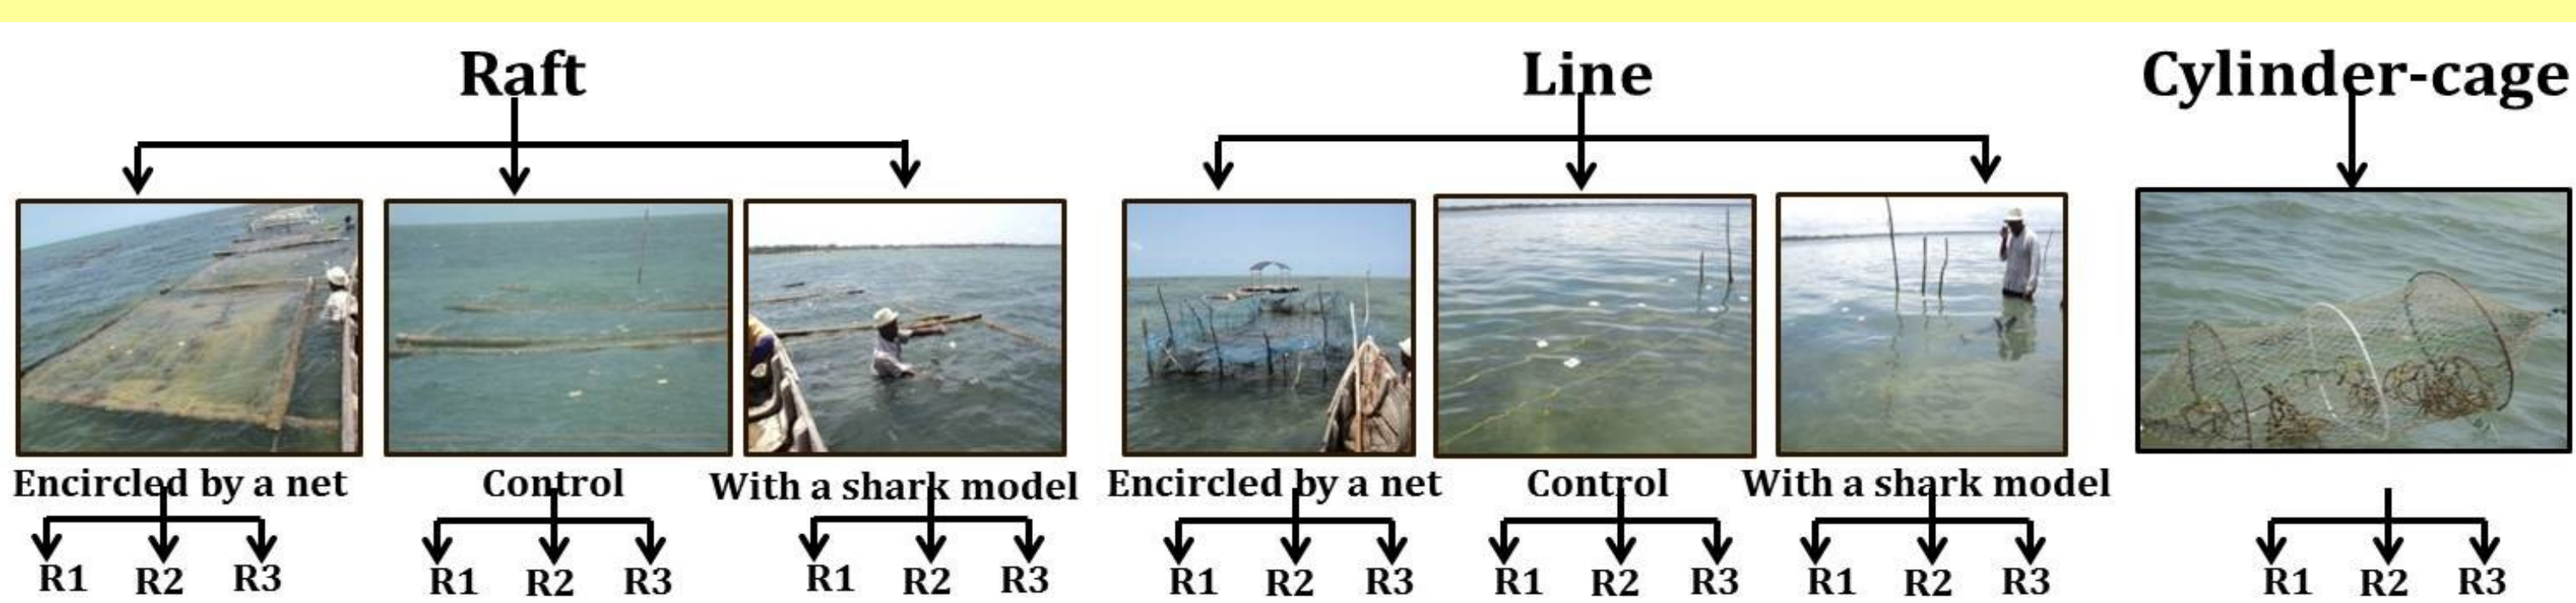 Raft Line Cylinder-cage
Encircled by a net Control With a shark model Encircled by a net Control With a shark model
R1 R2 R3 R1 R2 R3 R1 R2 R3 R1 R2 R3 R1 R2 R3 R1 R2 R3 R1 R2 R3